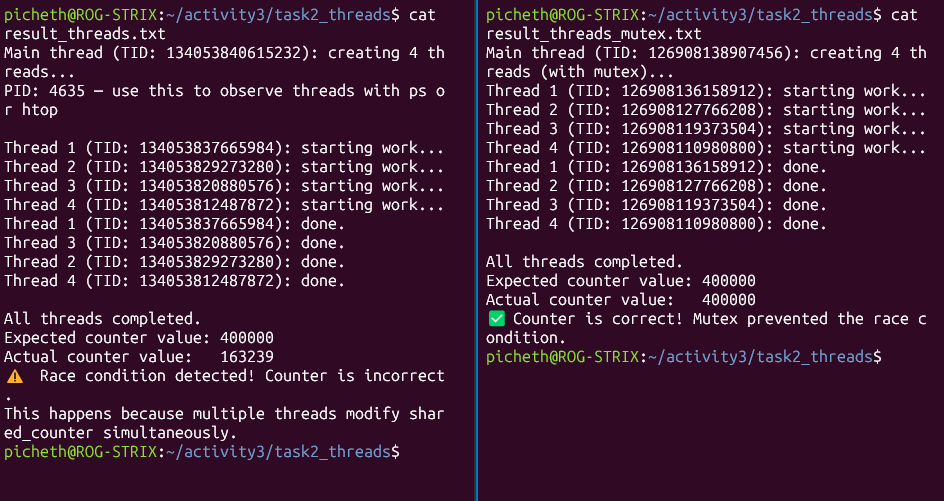 picheth@ROG-STRIX:~/activity3/task2_threads$ cat
result_threads.txt
Main thread (TID: 134053840615232): creating 4 th
reads...
PID: 4635 — use this to observe threads with ps o
r htop
Thread 1 (TID: 134053837665984): starting work...
Thread 2 (TID: 134053829273280): starting work...
Thread 3 (TID: 134053820880576): starting work...
Thread 4 (TID: 134053812487872): starting work...
Thread 1 (TID: 134053837665984): done.
Thread 3 (TID: 134053820880576): done.
Thread 2 (TID: 134053829273280): done.
Thread 4 (TID: 134053812487872): done.
All threads completed.
Expected counter value: 400000
Actual counter value:   163239
⚠️  Race condition detected! Counter is incorrect
.
This happens because multiple threads modify shar
ed_counter simultaneously.
picheth@ROG-STRIX:~/activity3/task2_threads$
picheth@ROG-STRIX:~/activity3/task2_threads$ cat
result_threads_mutex.txt
Main thread (TID: 126908138907456): creating 4 th
reads (with mutex)...
Thread 1 (TID: 126908136158912): starting work...
Thread 2 (TID: 126908127766208): starting work...
Thread 3 (TID: 126908119373504): starting work...
Thread 4 (TID: 126908110980800): starting work...
Thread 1 (TID: 126908136158912): done.
Thread 2 (TID: 126908127766208): done.
Thread 3 (TID: 126908119373504): done.
Thread 4 (TID: 126908110980800): done.
All threads completed.
Expected counter value: 400000
Actual counter value:   400000
✅ Counter is correct! Mutex prevented the race c
ondition.
picheth@ROG-STRIX:~/activity3/task2_threads$